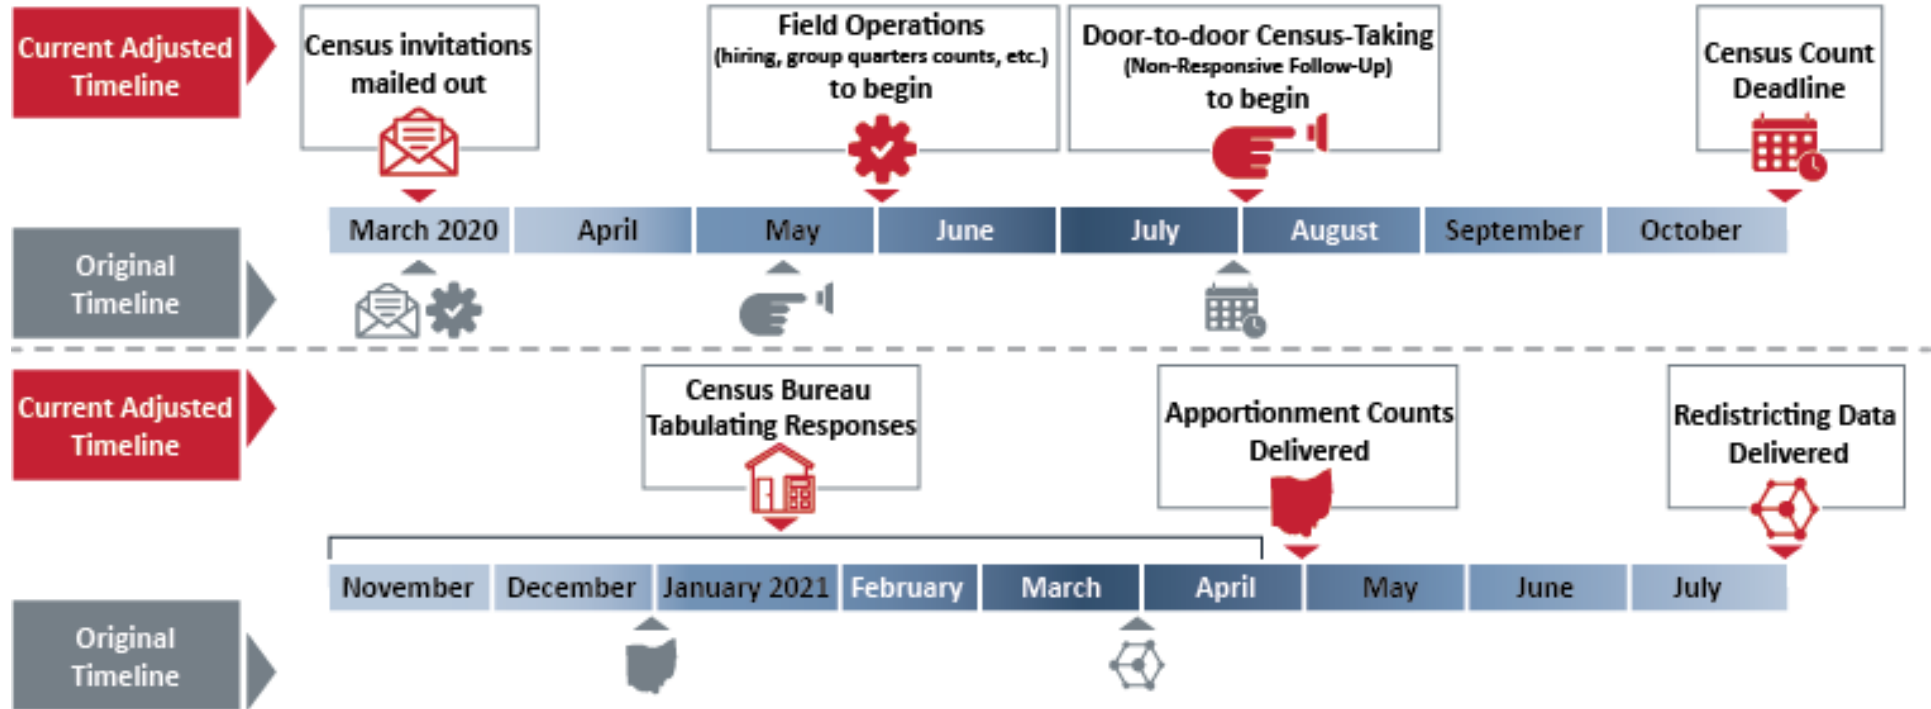 Current Adjusted
Timeline
Census invitations
mailed out
Field Operations
(hiring, group quarters counts, etc.)
to begin
Door-to-door Census-Taking
(Non-Responsive Follow-Up)
to begin
Census Count
Deadline
March 2020
April
May
June
July
August
September
October
Original
Timeline
Current Adjusted
Timeline
Census Bureau
Tabulating Responses
Apportionment Counts
Delivered
Redistricting Data
Delivered
November
December
January 2021
February
March
April
May
June
July
Original
Timeline